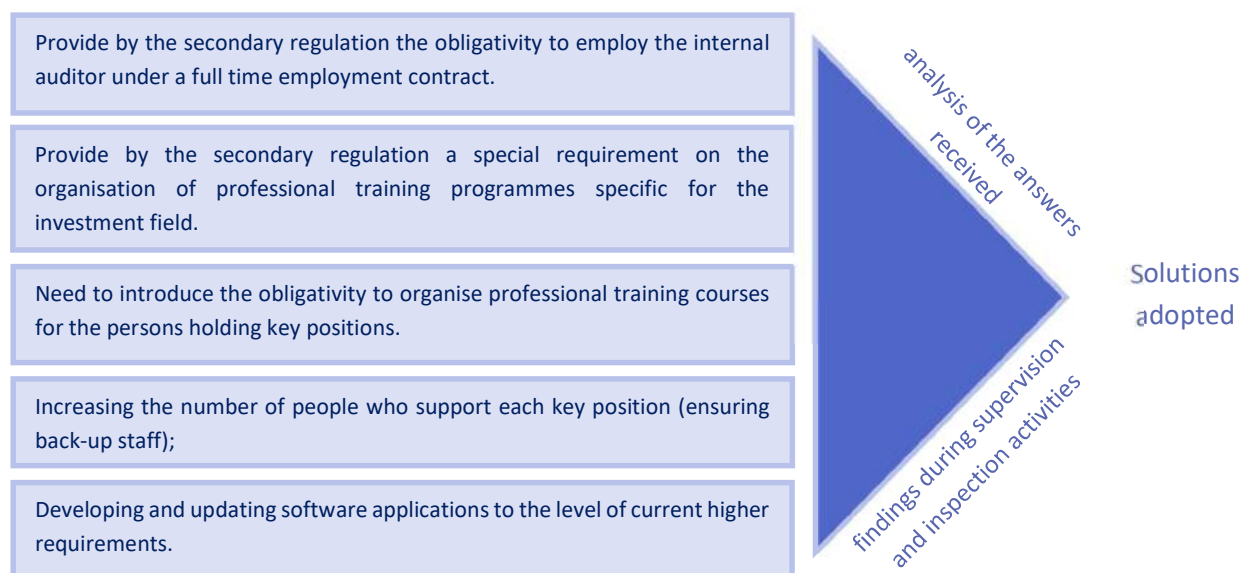 Provide by the secondary regulation the obligativity to employ the internal
auditor under a full time employment contract.
Provide by the secondary regulation a special requirement on the
organisation of professional training programmes specific for the
investment field.
Need to introduce the obligativity to organise professional training courses
for the persons holding key positions.
Increasing the number of people who support each key position (ensuring
back-up staff);
Developing and updating software applications to the level of current higher
requirements.
analysis of the answers
received
findings during supervision
and inspection activities
Solutions
adopted